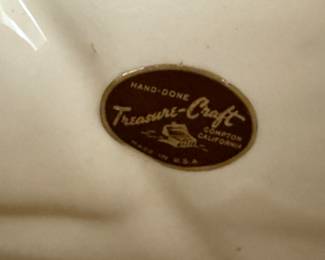 HAND-DONE
Treasure-Craft
COMPTON
CALIFORNIA
MADE IN U.S.A.